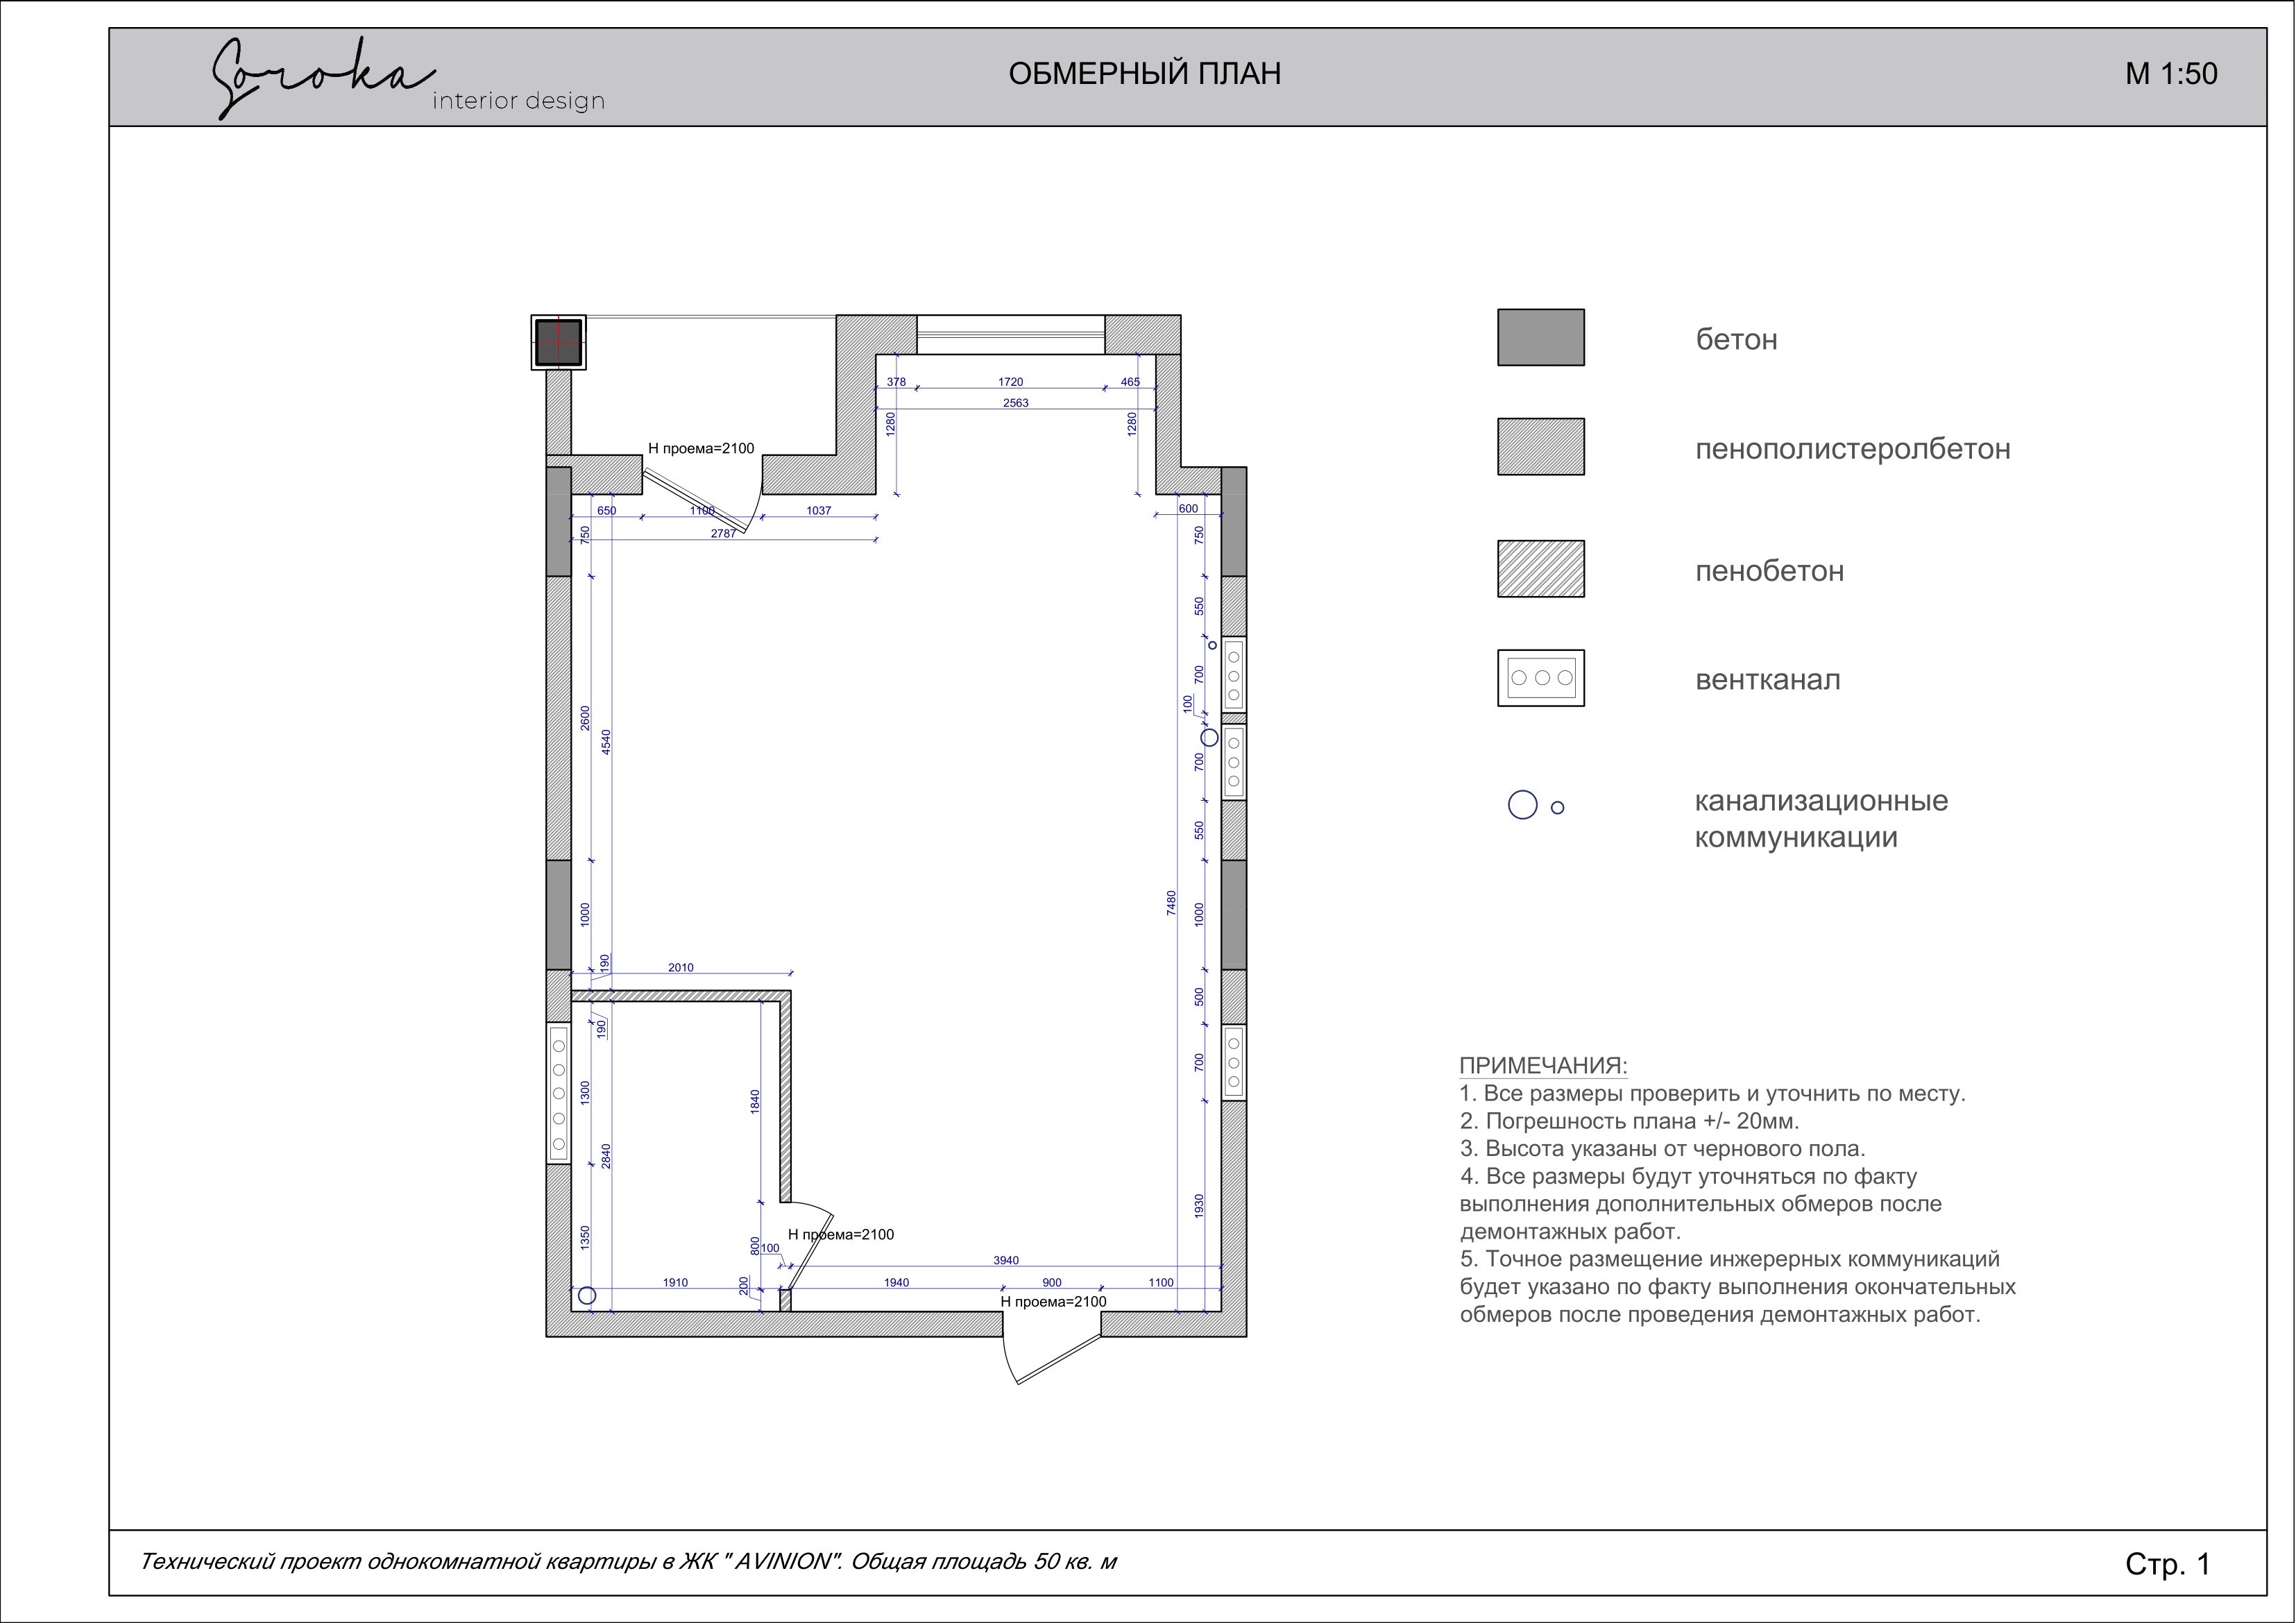 Soroka
interior design
ОБМЕРНЫЙ ПЛАН
М 1:50
378
1720
465
2563
1280
1280
Н проема=2100
650
1100
1037
2787
600
750
750
550
700
100
700
550
2600
4540
1000
7480
1000
190
2010
190
500
700
1300
1840
2840
1930
1350
Н проема=2100
800
100
3940
1910
200
1940
900
1100
Н проема=2100
бетон
пенополистеролбетон
пенобетон
вентканал
канализационные
коммуникации
ПРИМЕЧАНИЯ:
1. Все размеры проверить и уточнить по месту.
2. Погрешность плана +/- 20мм.
3. Высота указаны от чернового пола.
4. Все размеры будут уточняться по факту
выполнения дополнительных обмеров после
демонтажных работ.
5. Точное размещение инжерерных коммуникаций
будет указано по факту выполнения окончательных
обмеров после проведения демонтажных работ.
Технический проект однокомнатной квартиры в ЖК " AVINION". Общая площадь 50 кв. м
Стр. 1